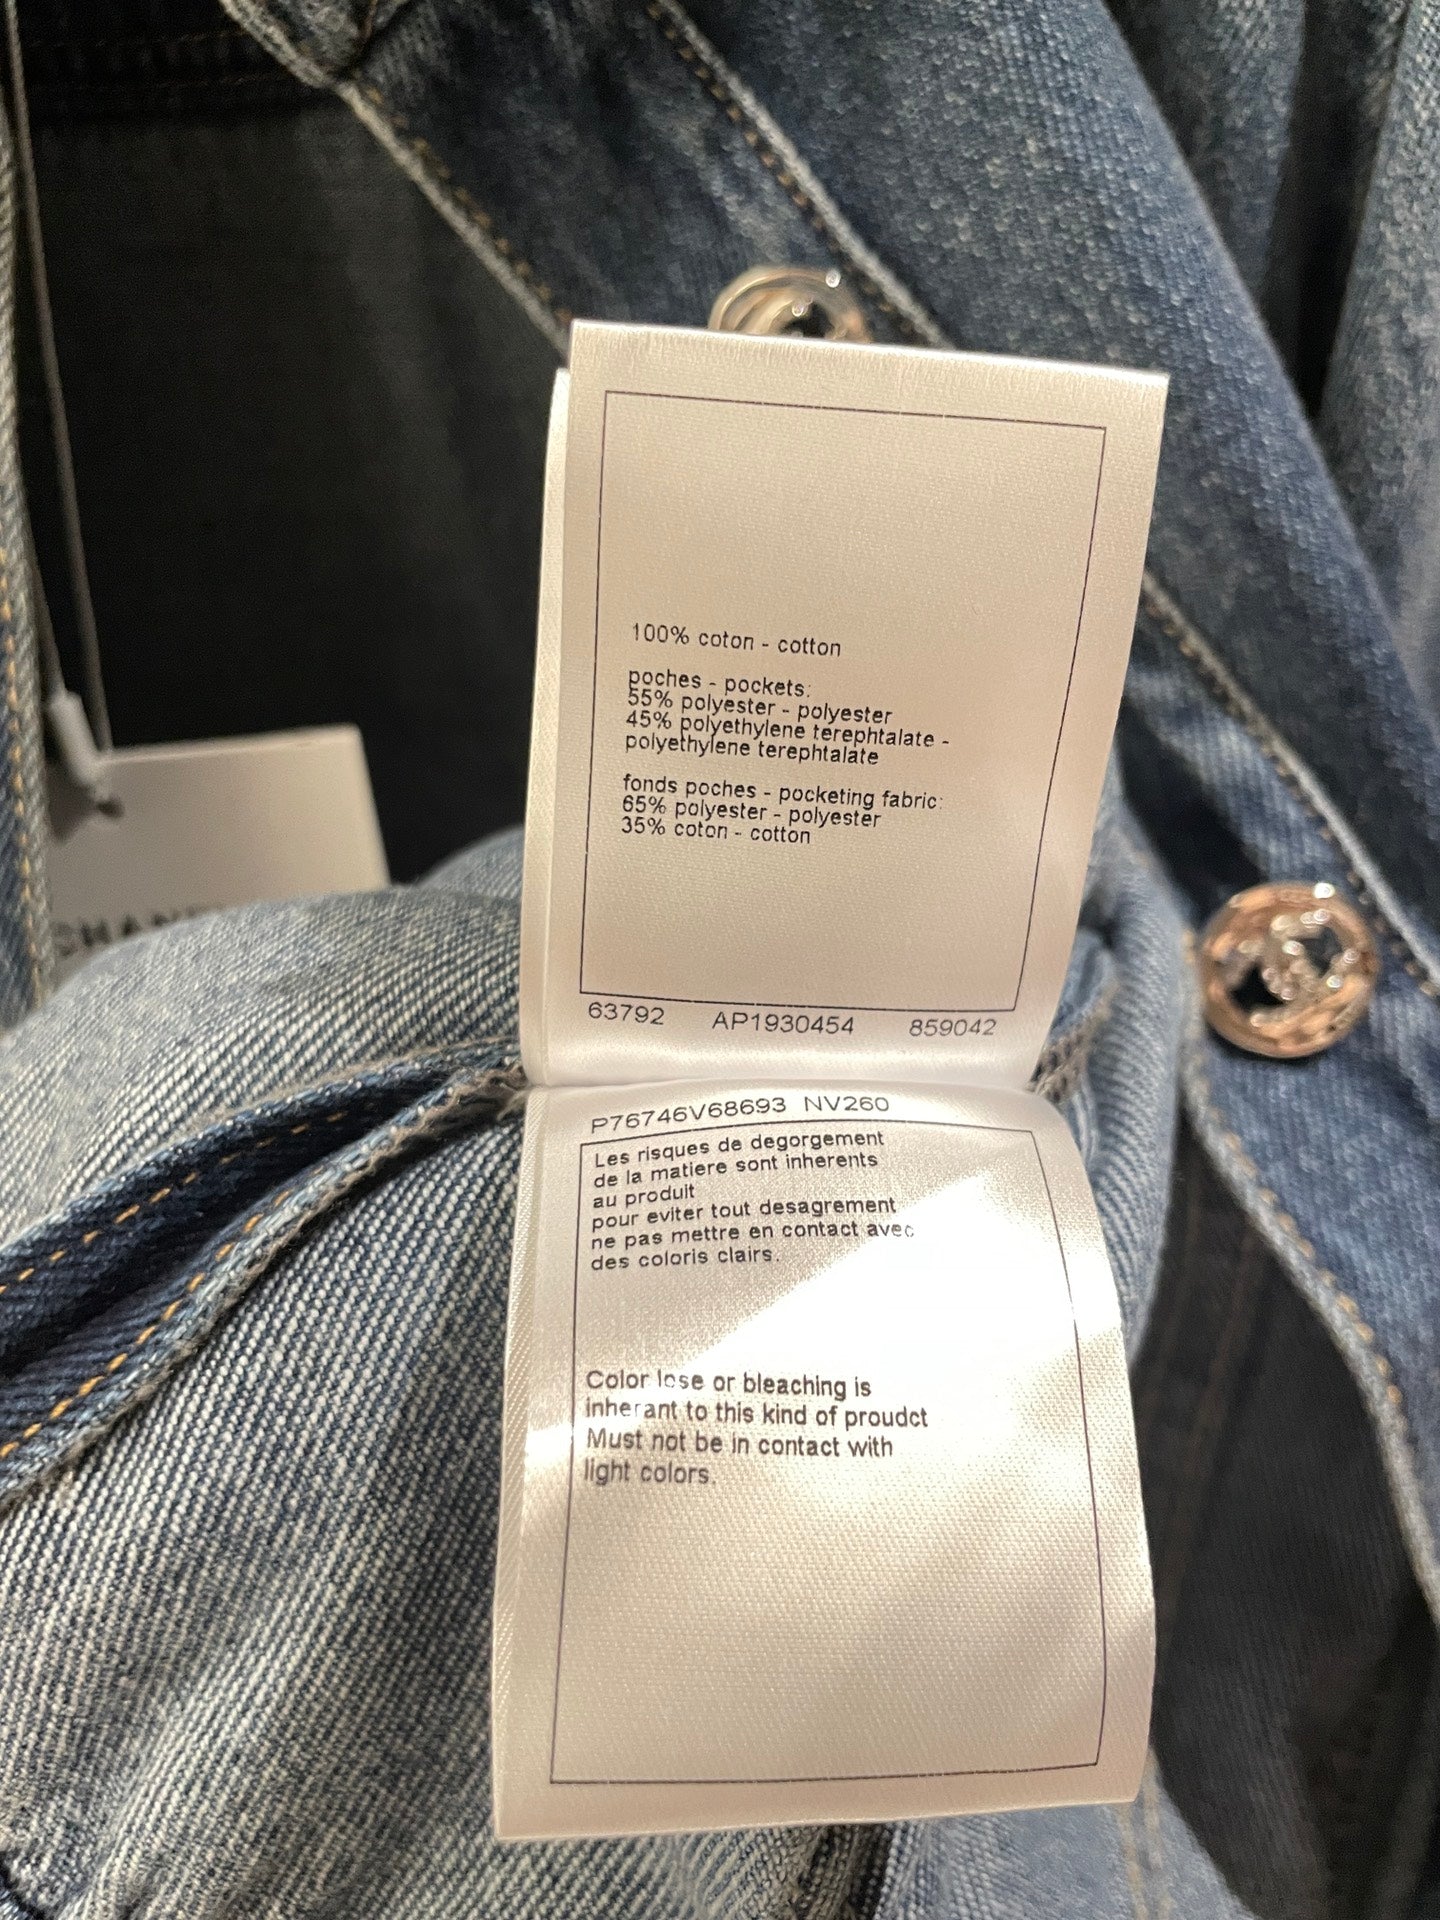 100% coton - cotton
poches - pockets:
55% polyester - polyester
45% polyethylene terephtalate -
polyethylene terephtalate
fonds poches - pocketing fabric:
65% polyester - polyester
35% coton - cotton
63792 AP1930454 859042
P76746V68693 NV260
Les risques de degorgement
de la matiere sont inherents
au produit
pour eviter tout desagrement
ne pas mettre en contact avec
des coloris clairs.
Color lose or bleaching is
inherant to this kind of proudct
Must not be in contact with
light colors.